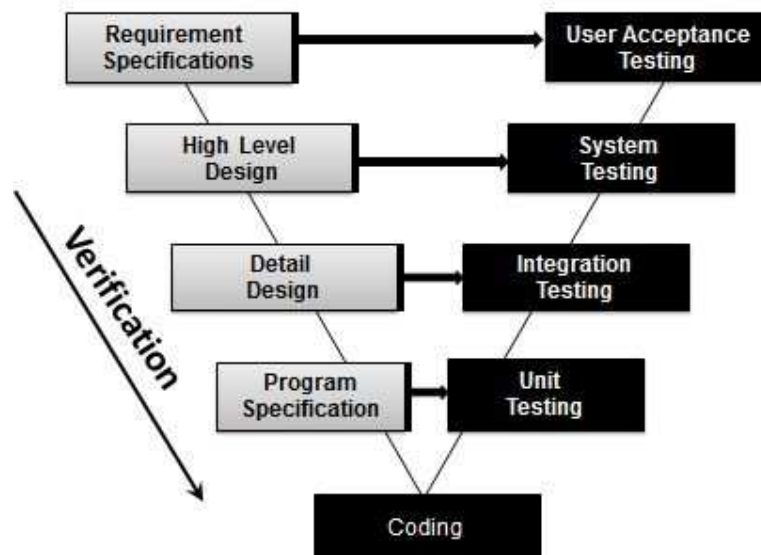 Requirement
Specifications
User Acceptance
Testing
High Level
Design
System
Testing
Verification
Detail
Design
Integration
Testing
Program
Specification
Unit
Testing
Coding